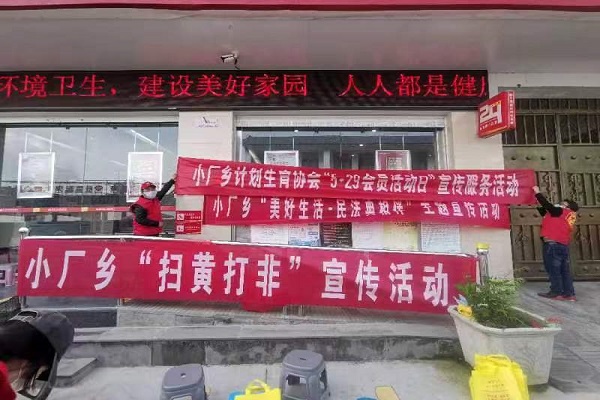 环境卫生，建设美好家园 人人都是健康
24
小厂乡计划生育协会“5·29会员活动日”宣传服务活动
小厂乡“美好生活·民法典相伴”主题宣传活动
小厂乡“扫黄打非”宣传活动